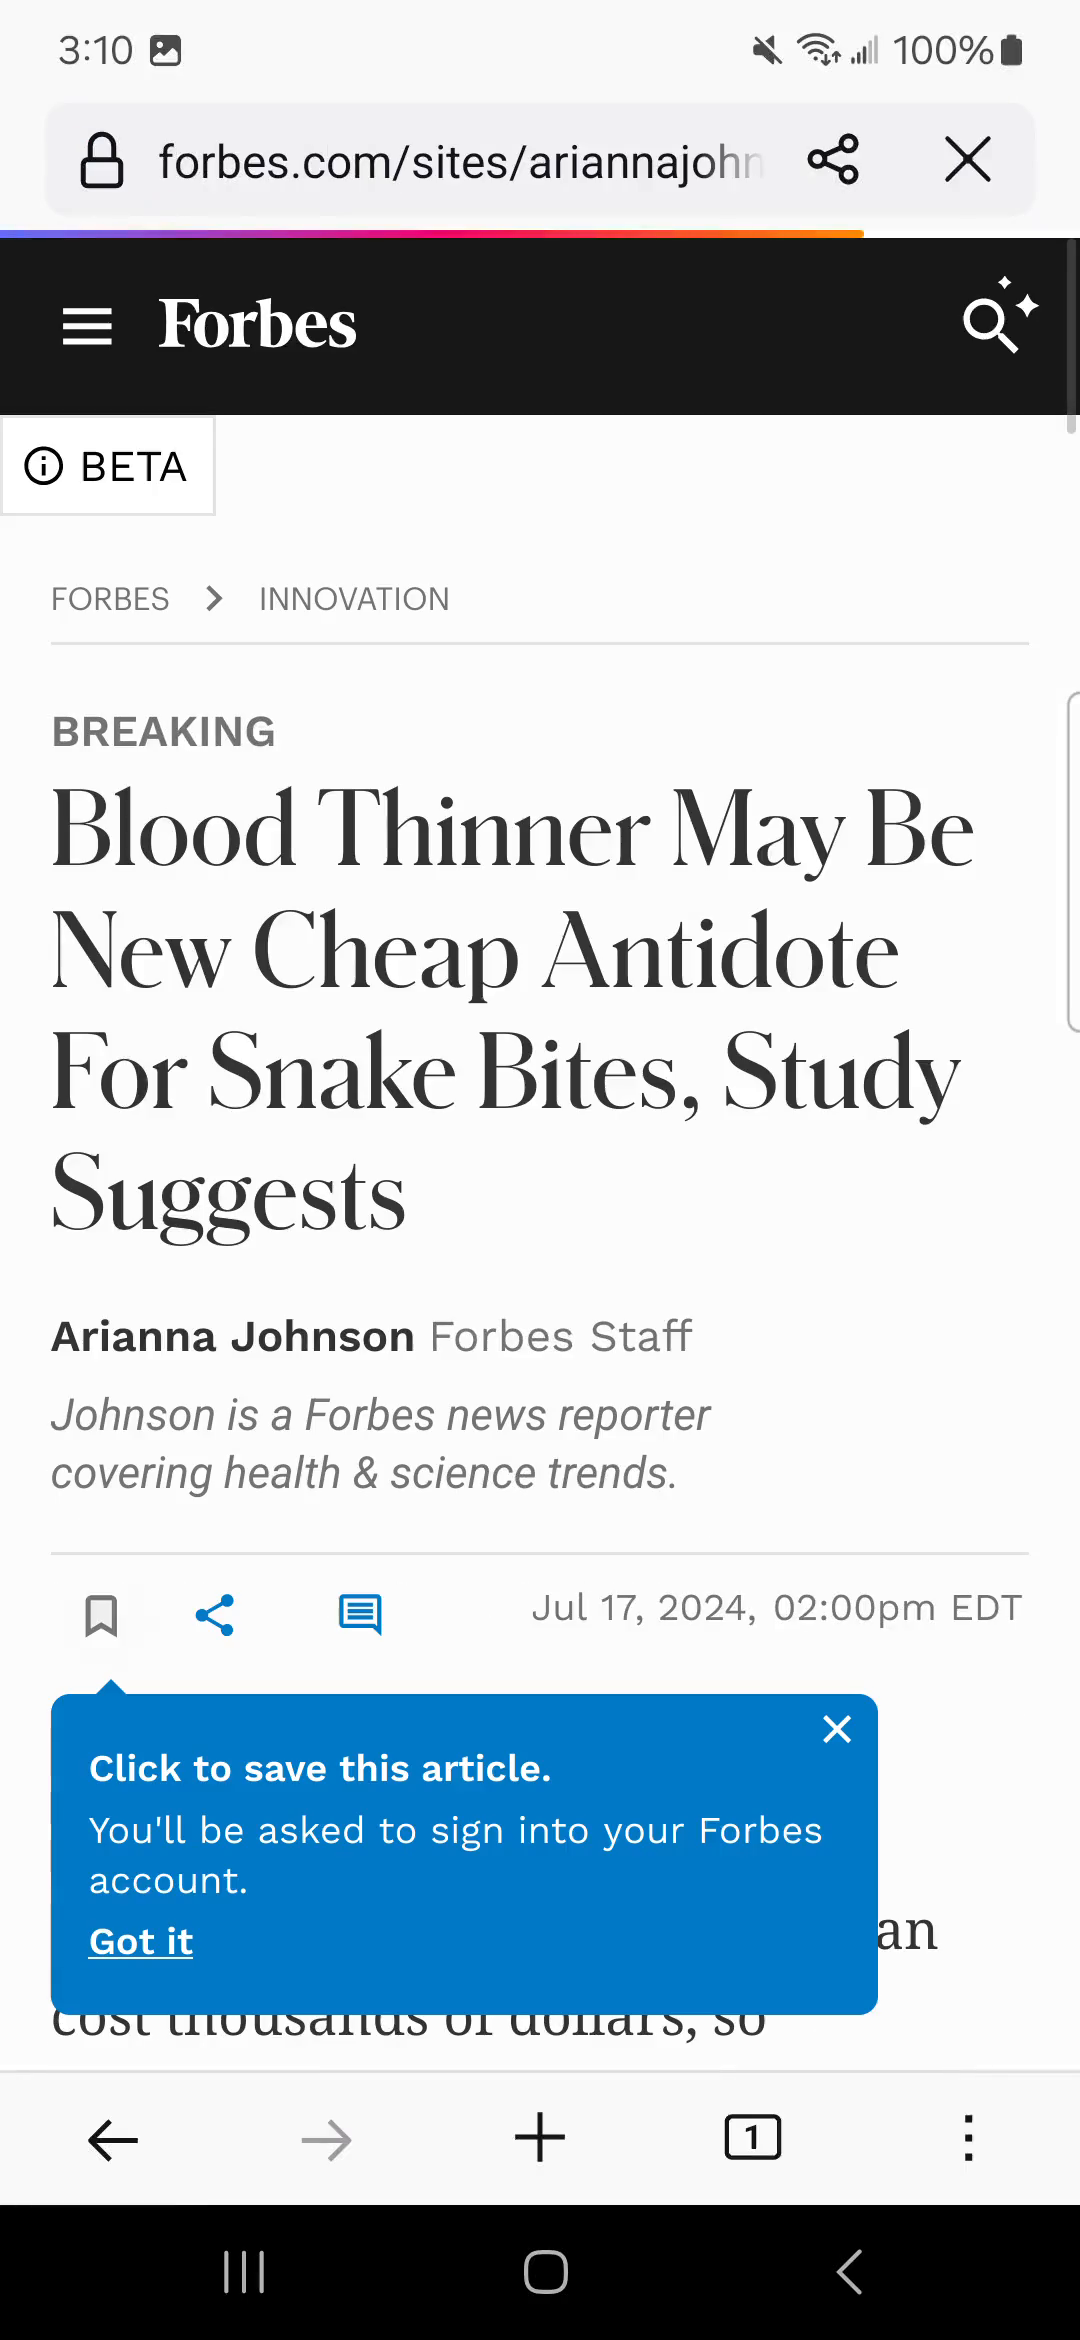 3:10
100%
forbes.com/sites/ariannajohn
Forbes
BETA
FORBES > INNOVATION
BREAKING
Blood Thinner May Be
New Cheap Antidote
For Snake Bites, Study
Suggests
Arianna Johnson Forbes Staff
Johnson is a Forbes news reporter
covering health & science trends.
Jul 17, 2024, 02:00pm EDT
Click to save this article.
You'll be asked to sign into your Forbes
account.
Got it
an
cost thousands of dollars, so
1